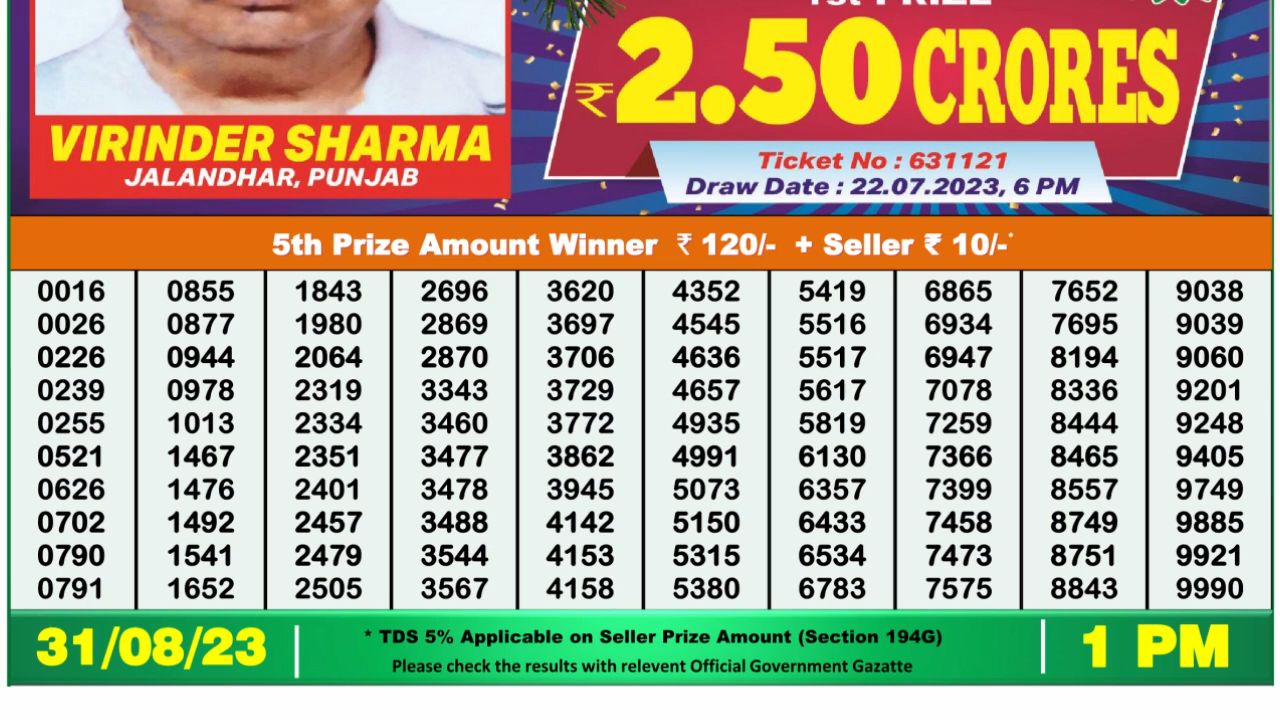 1st PRIZE
₹2.50 CRORES
VIRINDER SHARMA
JALANDHAR, PUNJAB
Ticket No : 631121
Draw Date : 22.07.2023, 6 PM
5th Prize Amount Winner ₹ 120/- + Seller ₹ 10/-*
0016 0855 1843 2696 3620 4352 5419 6865 7652 9038
0026 0877 1980 2869 3697 4545 5516 6934 7695 9039
0226 0944 2064 2870 3706 4636 5517 6947 8194 9060
0239 0978 2319 3343 3729 4657 5617 7078 8336 9201
0255 1013 2334 3460 3772 4935 5819 7259 8444 9248
0521 1467 2351 3477 3862 4991 6130 7366 8465 9405
0626 1476 2401 3478 3945 5073 6357 7399 8557 9749
0702 1492 2457 3488 4142 5150 6433 7458 8749 9885
0790 1541 2479 3544 4153 5315 6534 7473 8751 9921
0791 1652 2505 3567 4158 5380 6783 7575 8843 9990
31/08/23
* TDS 5% Applicable on Seller Prize Amount (Section 194G)
Please check the results with relevent Official Government Gazatte
1 PM